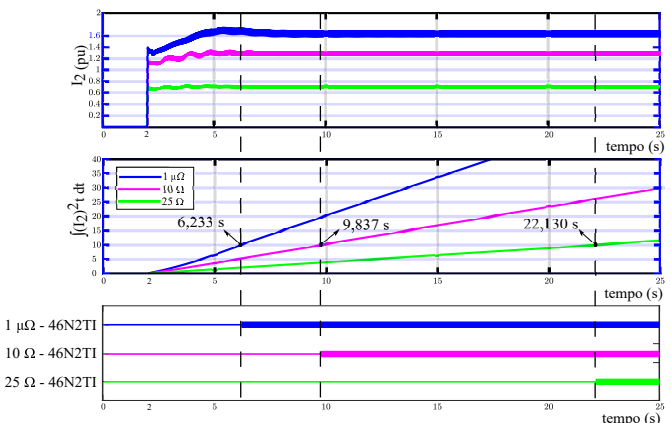 2
1.6
1.4
1.2
1
0.8
0.6
0.4
0.2
I₂ (pu)
0 2 5 10 15 20 25
tempo (s)
40
35
30
25
20
15
10
5
0
∫(I₂)²t dt
1 μΩ
10 Ω
25 Ω
6,233 s
9,837 s
22,130 s
0 2 5 10 15 20 25
tempo (s)
1 μΩ - 46N2TI
10 Ω - 46N2TI
25 Ω - 46N2TI
0 2 5 10 15 20 25
tempo (s)